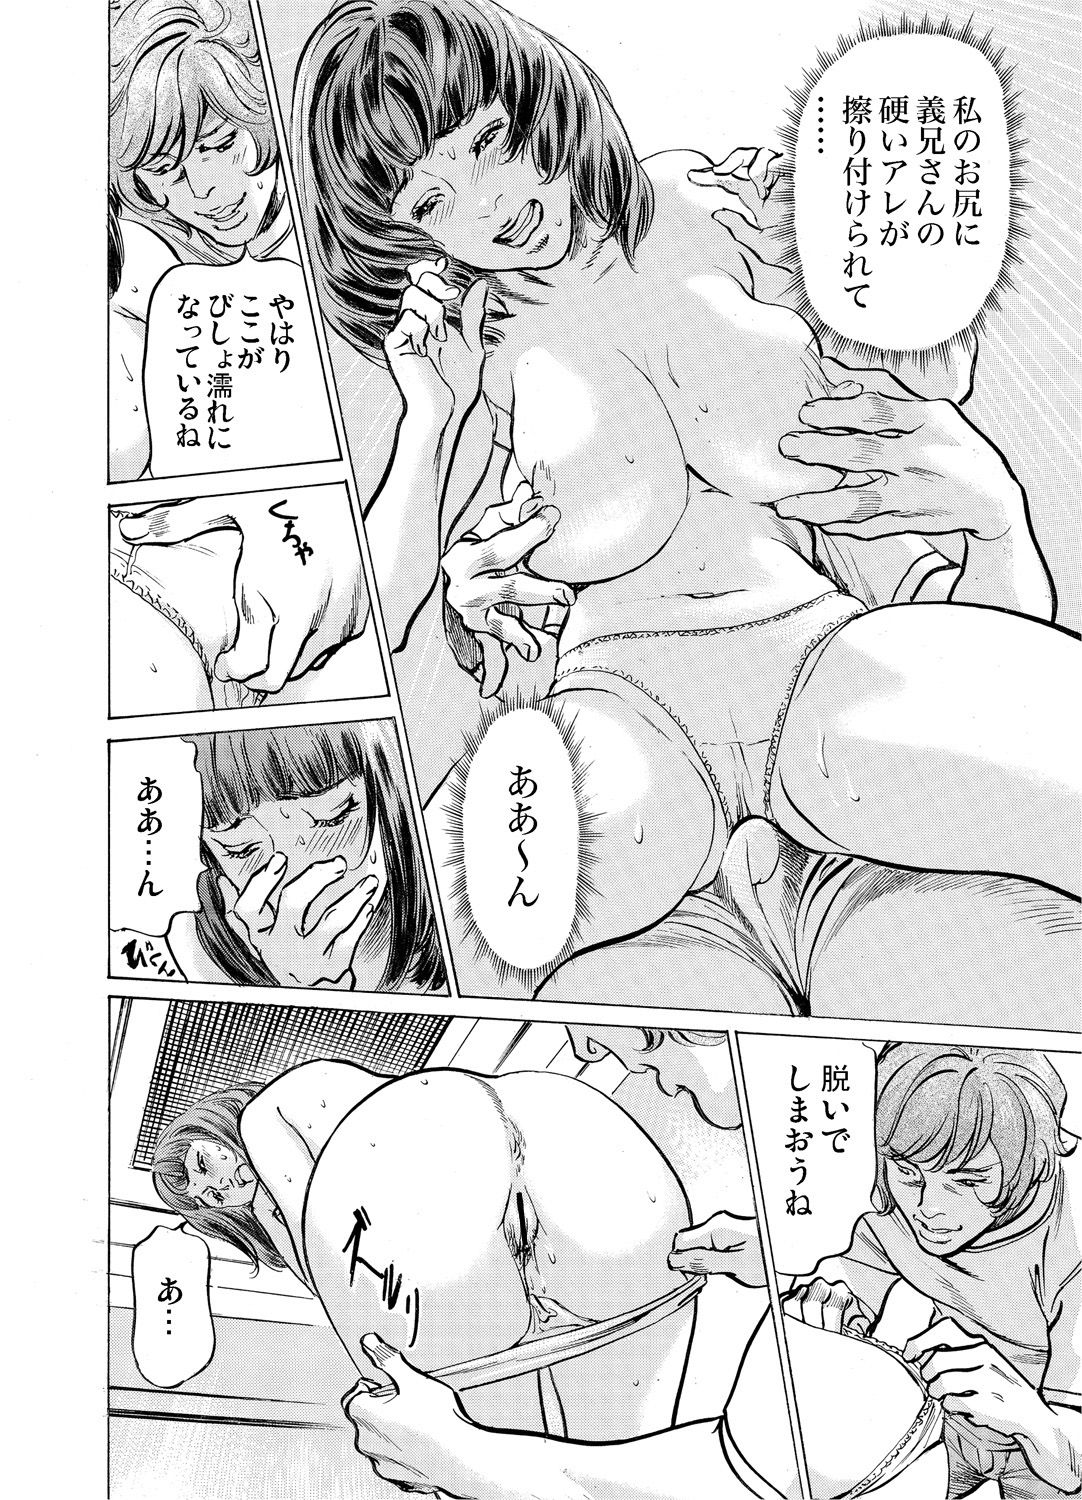 私のお尻に
義兄さんの
硬いアレが
擦り付けられて
……
やはり
ここが
びしょ濡れに
なっているね
くちゃ
ああ〜ん
ああ…ん
びくん
脱いで
しまおうね
ズルリ
あ…